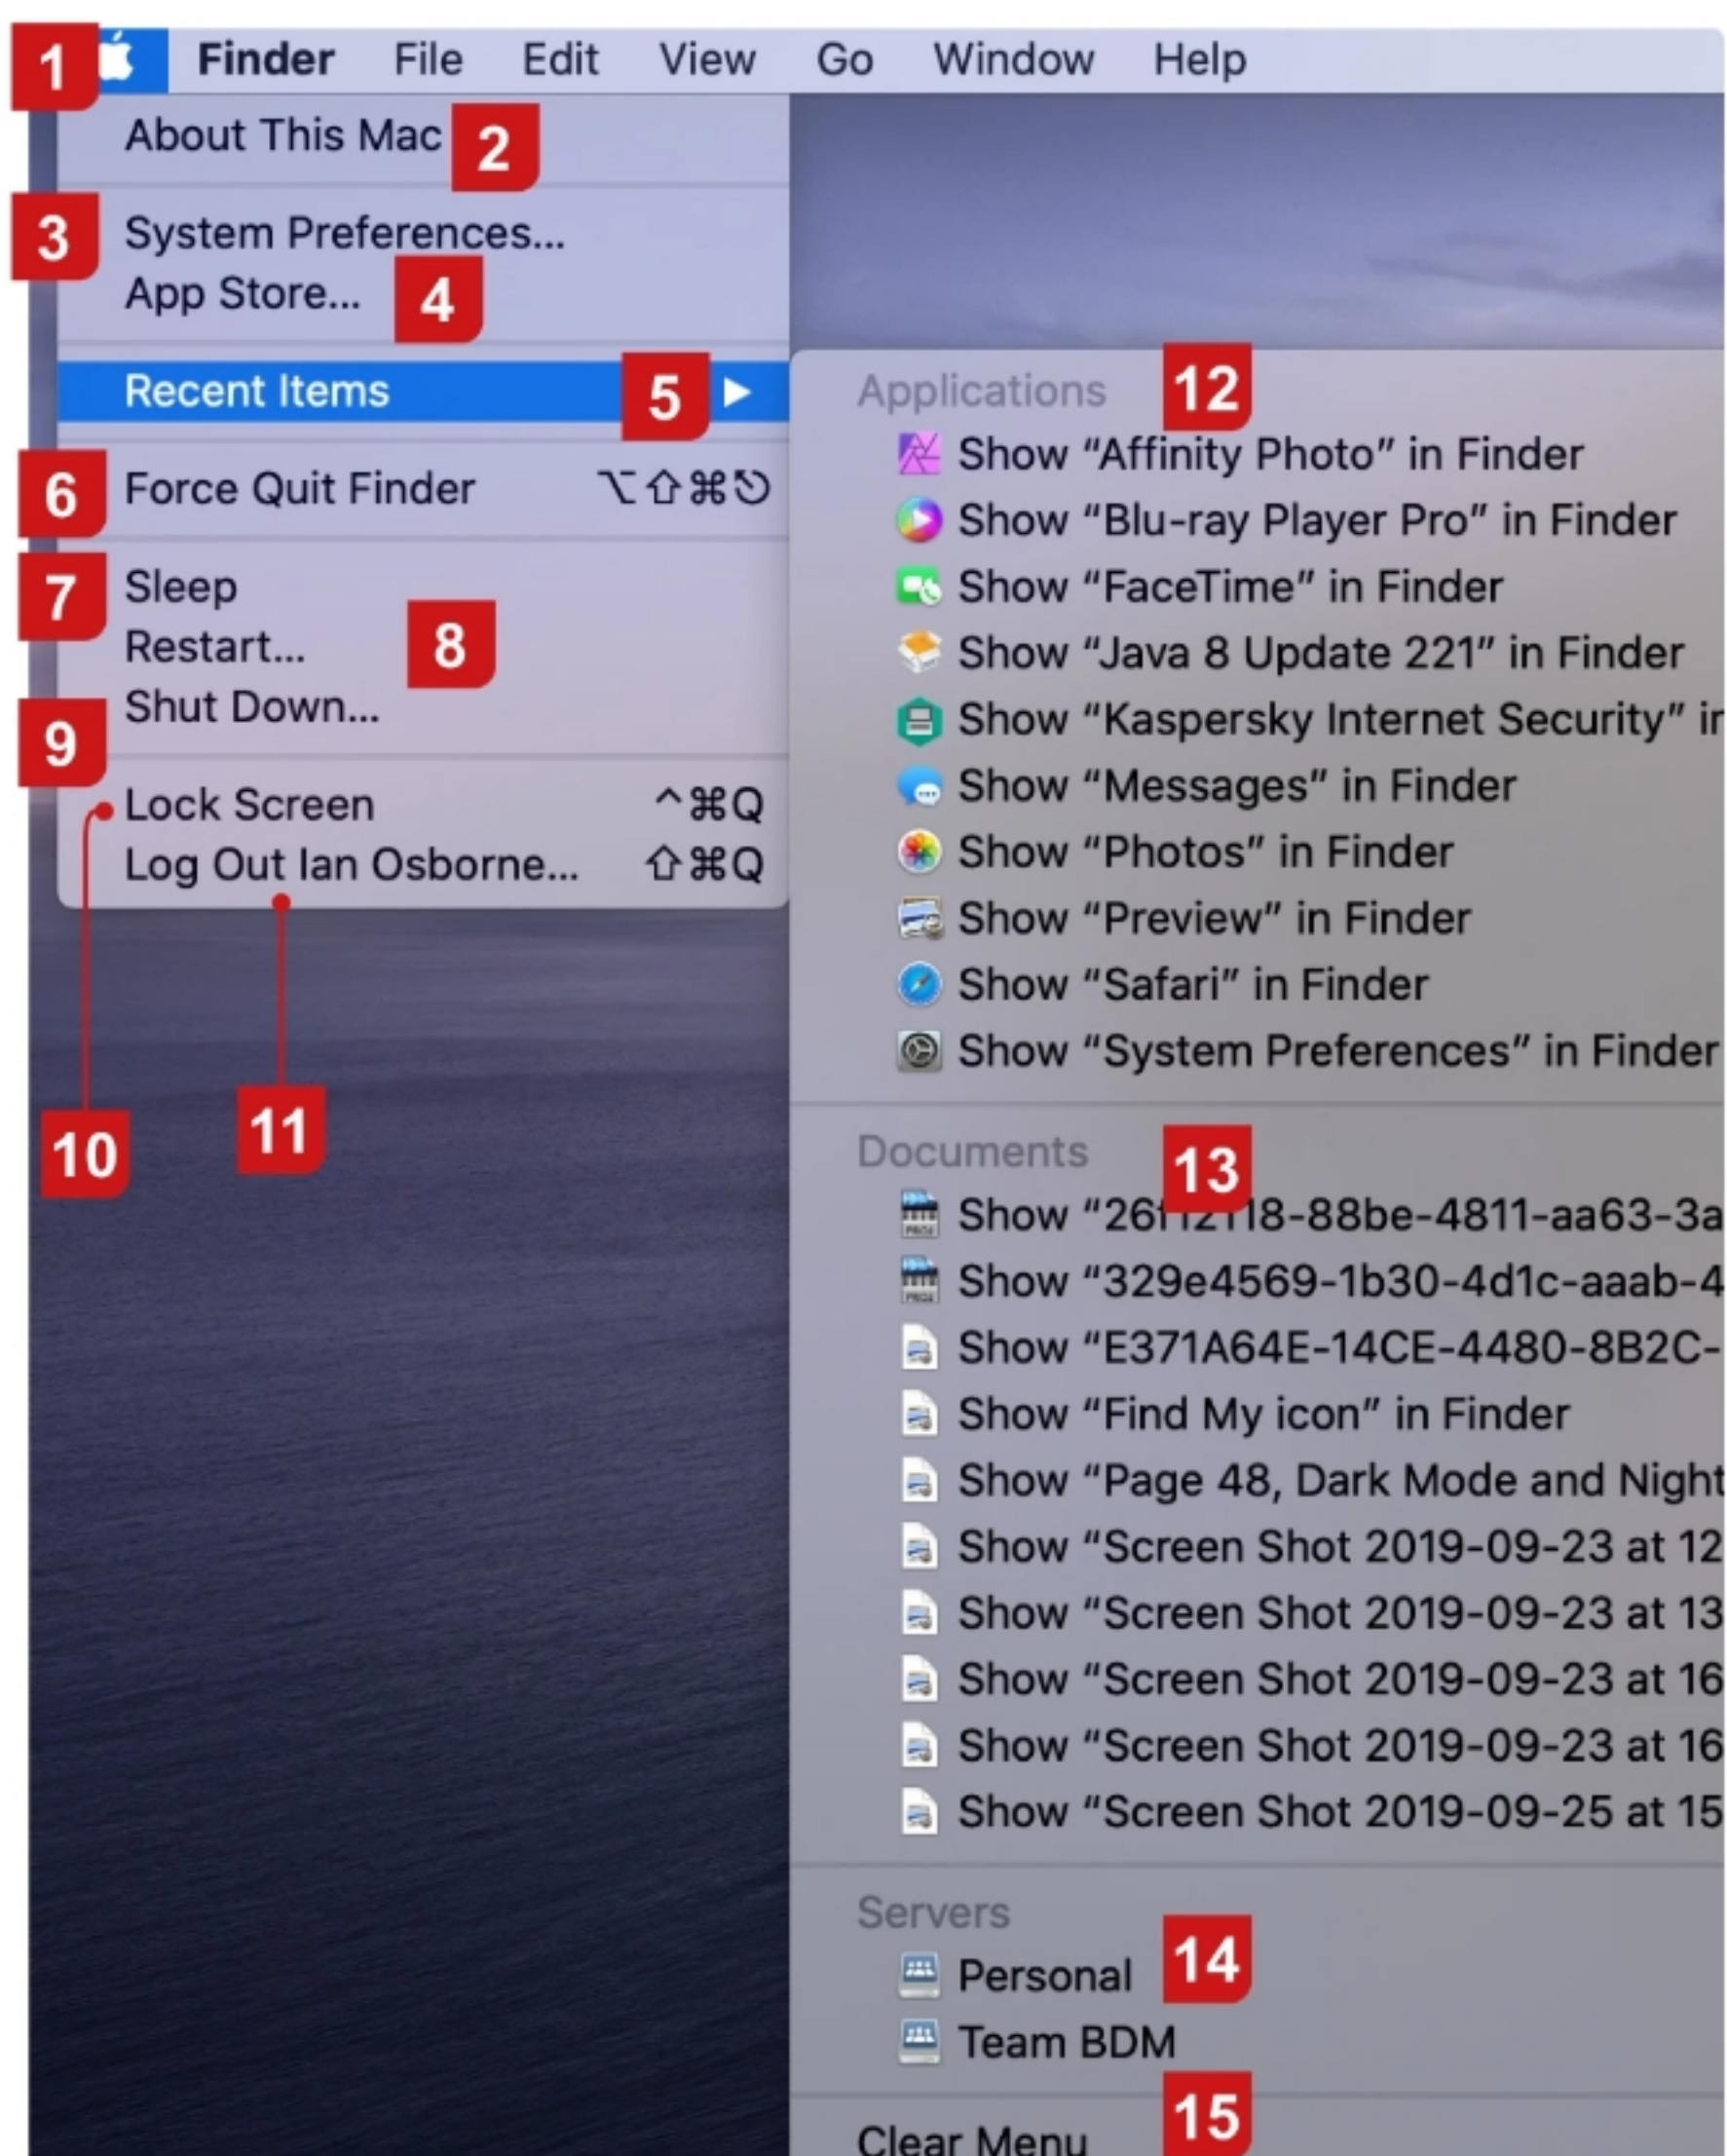 1 Finder File Edit View Go Window Help
About This Mac 2
3 System Preferences...
App Store... 4
Recent Items 5
6 Force Quit Finder ⌥⇧⌘⎋
7 Sleep
Restart... 8
Shut Down...
9
Lock Screen ^⌘Q
Log Out Ian Osborne... ⇧⌘Q
10
11
Applications 12
Show “Affinity Photo” in Finder
Show “Blu-ray Player Pro” in Finder
Show “FaceTime” in Finder
Show “Java 8 Update 221” in Finder
Show “Kaspersky Internet Security” in
Show “Messages” in Finder
Show “Photos” in Finder
Show “Preview” in Finder
Show “Safari” in Finder
Show “System Preferences” in Finder
Documents 13
Show
Show “329e4569-1b30-4d1c-aaab-4
Show “E371A64E-14CE-4480-8B2C-
Show “Find My icon” in Finder
Show “Page 48, Dark Mode and Night
Show “Screen Shot 2019-09-23 at 12
Show “Screen Shot 2019-09-23 at 13
Show “Screen Shot 2019-09-23 at 16
Show “Screen Shot 2019-09-23 at 16
Show “Screen Shot 2019-09-25 at 15
Servers
Personal 14
Team BDM
Clear Menu 15